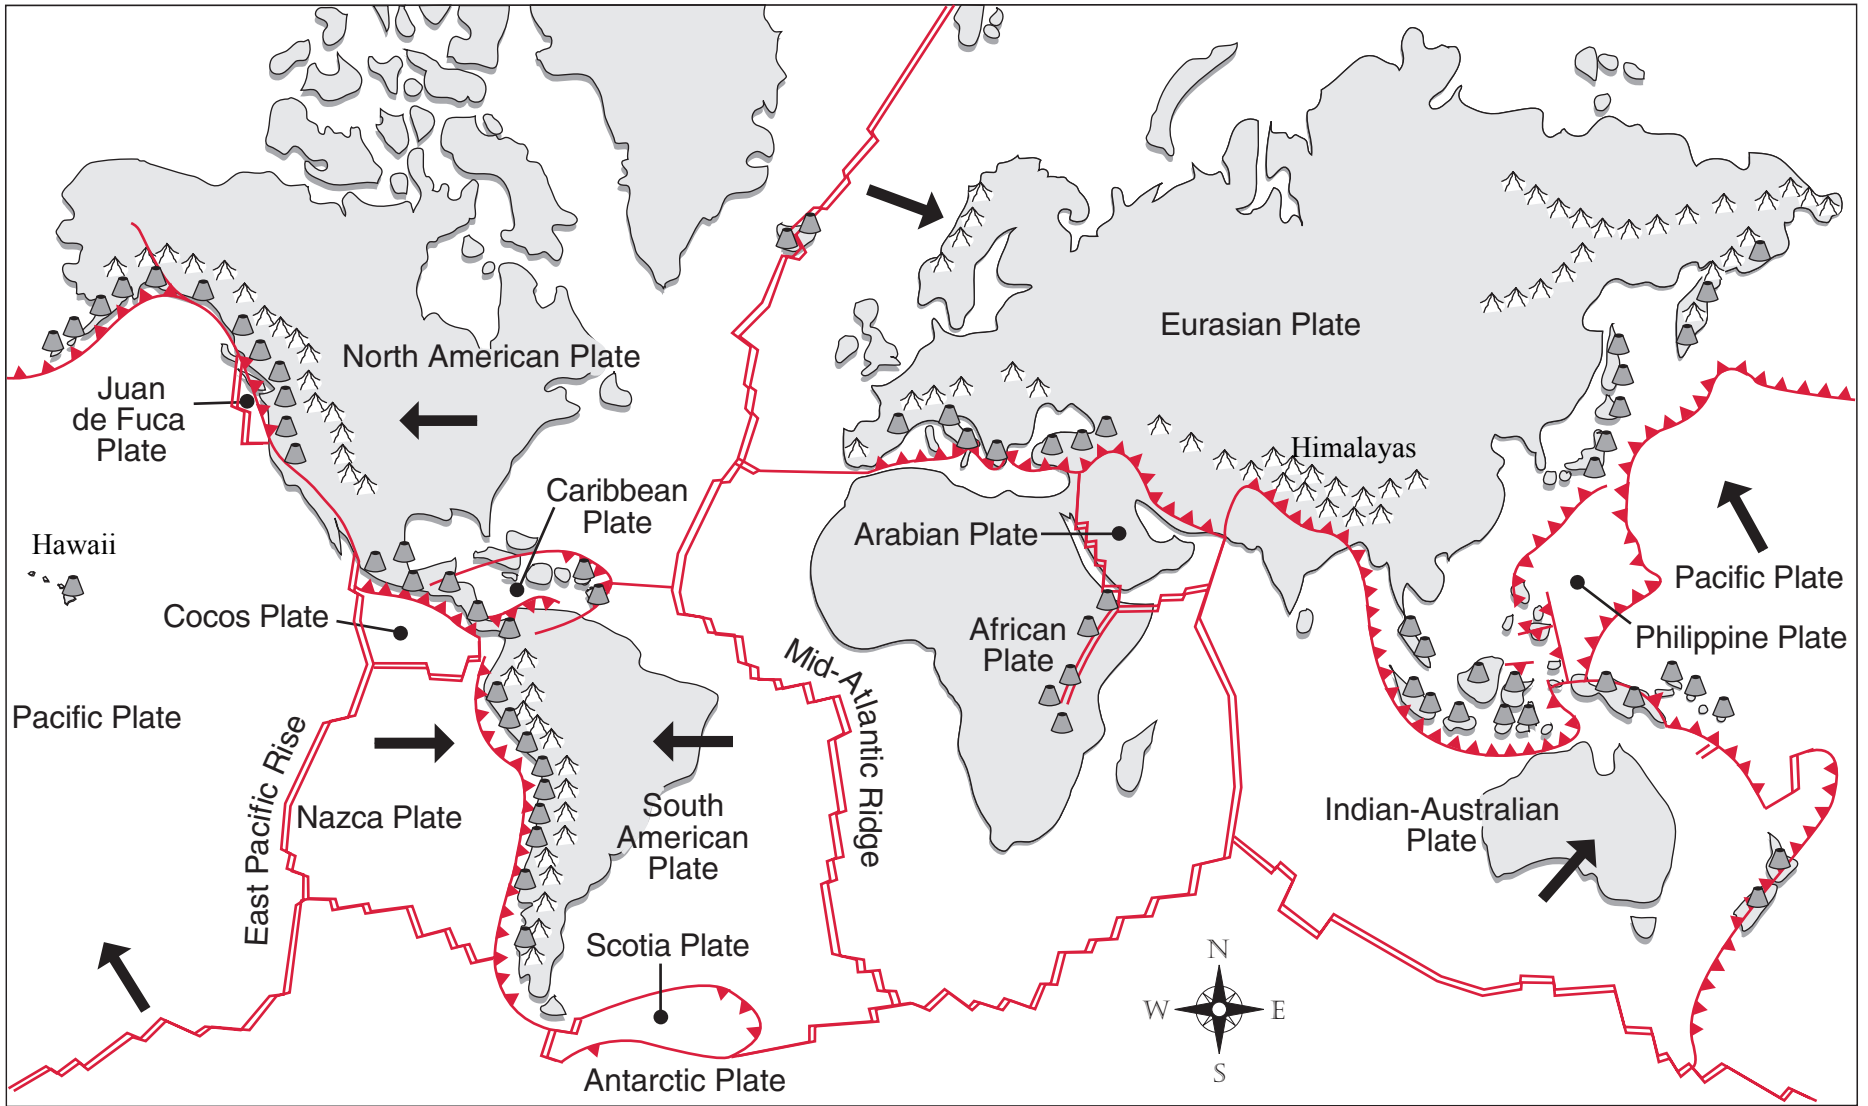 North American Plate
Eurasian Plate
Juan
de Fuca
Plate
Himalayas
Caribbean
Plate
Hawaii
Arabian Plate
Pacific Plate
Cocos Plate
African
Plate
Philippine Plate
Mid-Atlantic Ridge
Pacific Plate
East Pacific Rise
Nazca Plate
South
American
Plate
Indian-Australian
Plate
Scotia Plate
N
W
E
S
Antarctic Plate